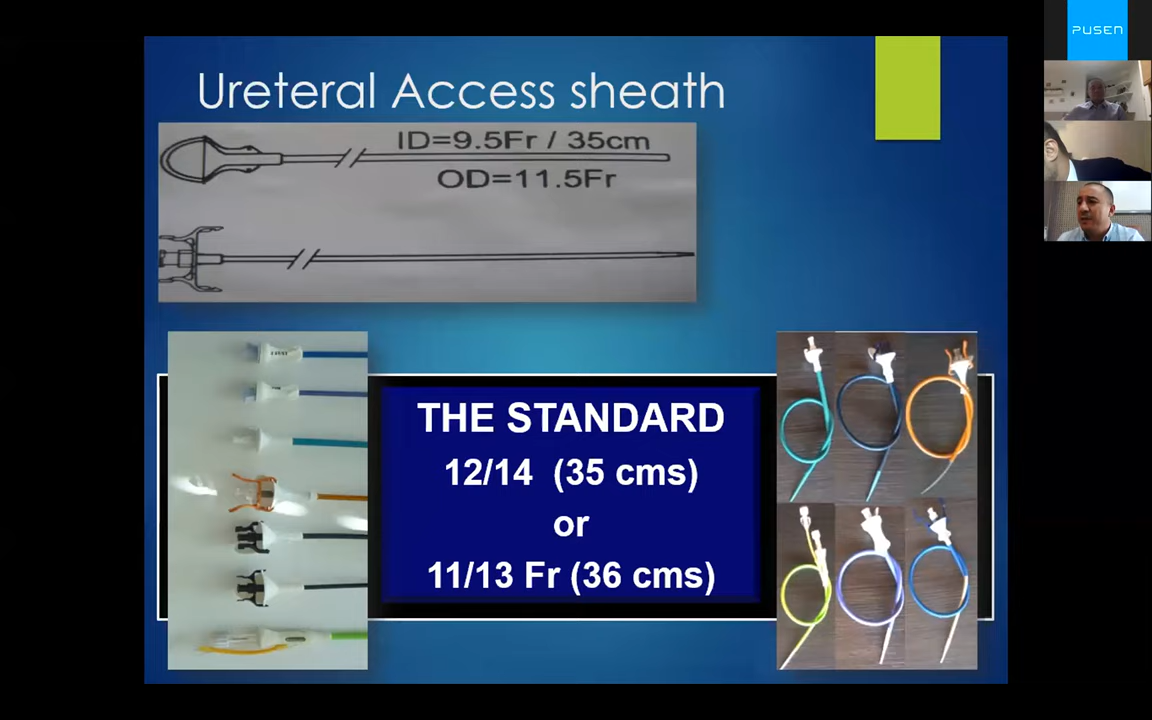 Ureteral Access sheath
ID=9.5Fr / 35cm
OD=11.5Fr
THE STANDARD
12/14 (35 cms)
or
11/13 Fr (36 cms)
PUSEN